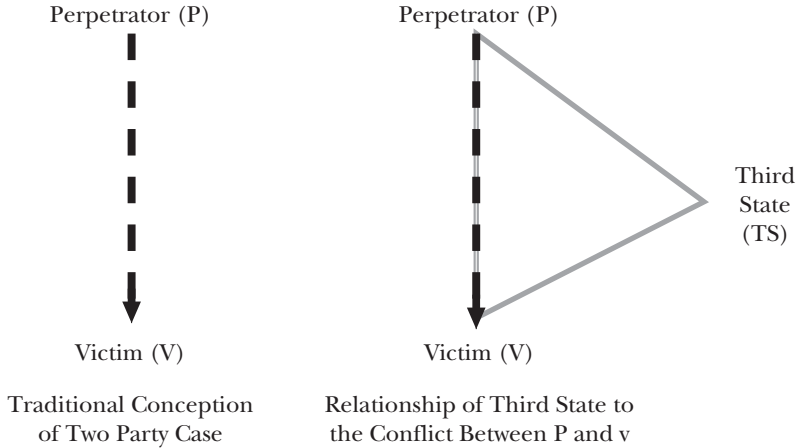 Perpetrator (P)
Victim (V)
Traditional Conception
of Two Party Case
Perpetrator (P)
Third
State
(TS)
Victim (V)
Relationship of Third State to
the Conflict Between P and v